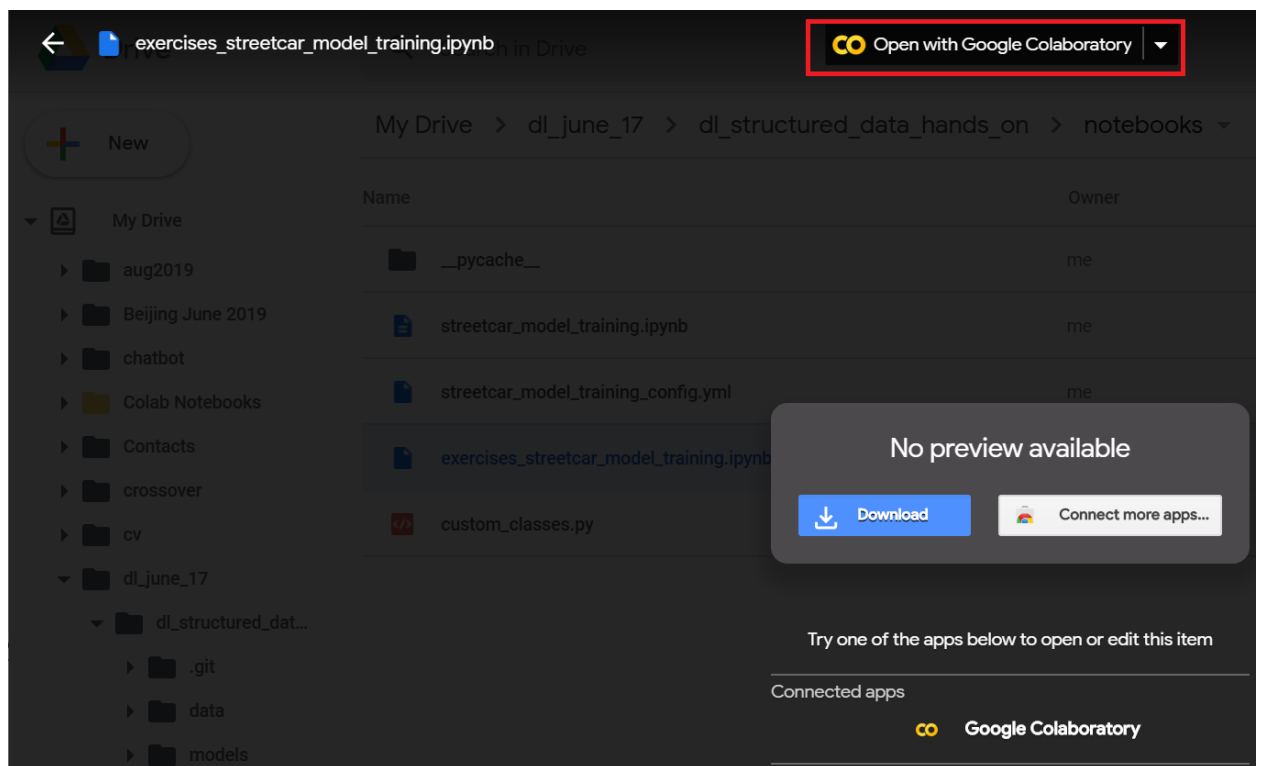 exercises_streetcar_model_training.ipynb
Drive
in Drive
Open with Google Colaboratory
New
My Drive > dl_june_17 > dl_structured_data_hands_on > notebooks
Name
Owner
My Drive
__pycache__
me
aug2019
Beijing June 2019
streetcar_model_training.ipynb
me
chatbot
Colab Notebooks
streetcar_model_training_config.yml
me
Contacts
exercises_streetcar_model_training.ipynb
No preview available
crossover
Download
Connect more apps...
cv
custom_classes.py
dl_june_17
dl_structured_dat...
Try one of the apps below to open or edit this item
.git
Connected apps
data
Google Colaboratory
models